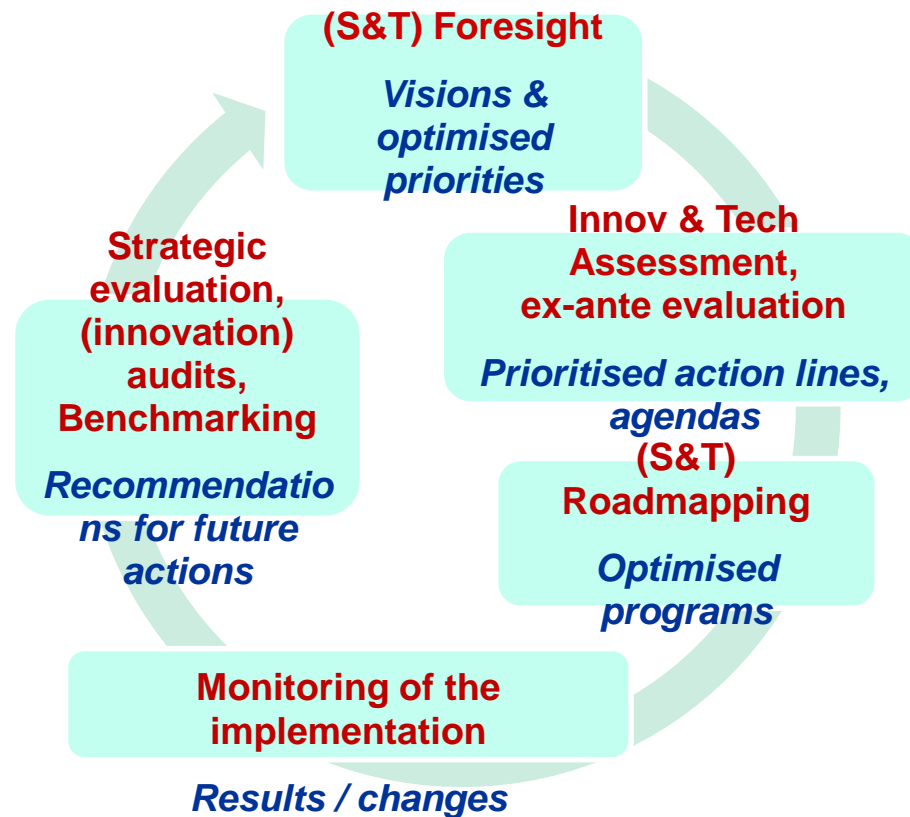 (S&T) Foresight
Visions &
optimised
priorities
Innov & Tech
Assessment,
ex-ante evaluation
Prioritised action lines,
agendas
(S&T)
Roadmapping
Optimised
programs
Monitoring of the
implementation
Results / changes
Strategic
evaluation,
(innovation)
audits,
Benchmarking
Recommendatio
ns for future
actions